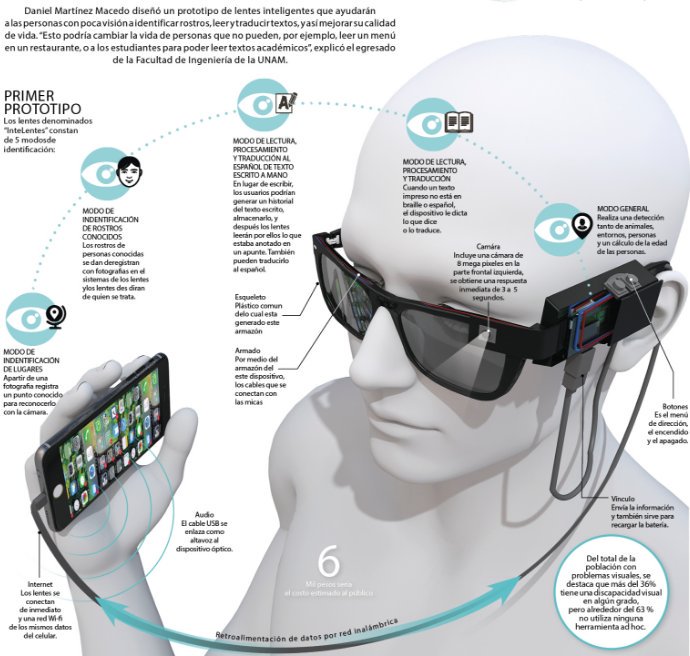 Daniel Martínez Macedo diseñó un prototipo de lentes inteligentes que ayudarán
a las personas con poca visión a identificar rostros, leer y traducir textos, y así mejorar su calidad
de vida. “Esto podría cambiar la vida de personas que no pueden, por ejemplo, leer un menú
en un restaurante, o a los estudiantes para poder leer textos académicos”, explicó el egresado
de la Facultad de Ingeniería de la UNAM.
PRIMER
PROTOTIPO
Los lentes denominados
“InteLentes” constan
de 5 modosde
identificación:
MODO DE
INDENTIFICACIÓN
DE LUGARES
Apartir de una
fotografia registra
un punto conocido
para reconocerlo
con la cámara.
MODO DE
INDENTIFICACIÓN
DE ROSTROS
CONOCIDOS
Los rostros de
personas conocidas
se dan deregistran
con fotografias en el
sistemas de los lentes
ylos lentes des diran
de quien se trata.
MODO DE LECTURA,
PROCESAMIENTO
Y TRADUCCIÓN AL
ESPAÑOL DE TEXTO
ESCRITO A MANO
En lugar de escribir,
los usuarios podrían
generar un historial
del texto escrito,
almacenarlo, y
después los lentes
leerán por ellos lo que
estaba anotado en
un apunte. También
pueden traducirlo
al español.
MODO DE LECTURA,
PROCESAMIENTO
Y TRADUCCIÓN
Cuando un texto
impreso no está en
braille o español,
el dispositivo le dicta
lo que dice
o lo traduce.
MODO GENERAL
Realiza una detección
tanto de animales,
entornos, personas
y un cálculo de la edad
de las personas.
Camára
Incluye una cámara de
8 mega pixeles en la
parte frontal izquierda,
se obtiene una respuesta
inmediata de 3 a 5
segundos.
Esqueleto
Plástico comun
delo cual esta
generado este
armazón
Armado
Por medio del
armazón del
este dispositivo,
los cables que se
conectan con
las micas
Botones
Es el menú
de dirección,
el encendido
y el apagado.
Vínculo
Envía la información
y también sirve para
recargar la batería.
Audio
El cable USB se
enlaza como
altavoz al
dispositivo óptico.
Internet
Los lentes se
conectan
de inmediato
y una red Wi-fi
de los mismos datos
del celular.
6
Mil pesos sería
el costo estimado al público
Retroalimentación de datos por red inalámbrica
Del total de la
población con
problemas visuales, se
destaca que más del 36%
tiene una discapacidad visual
en algún grado,
pero alrededor del 63 %
no utiliza ninguna
herramienta ad hoc.